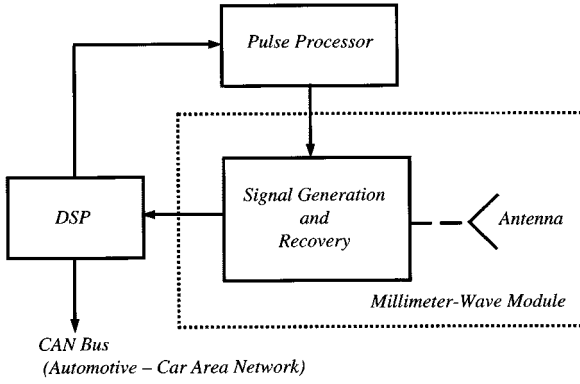 Pulse Processor
Signal Generation
and
Recovery
DSP
Antenna
Millimeter-Wave Module
CAN Bus
(Automotive – Car Area Network)